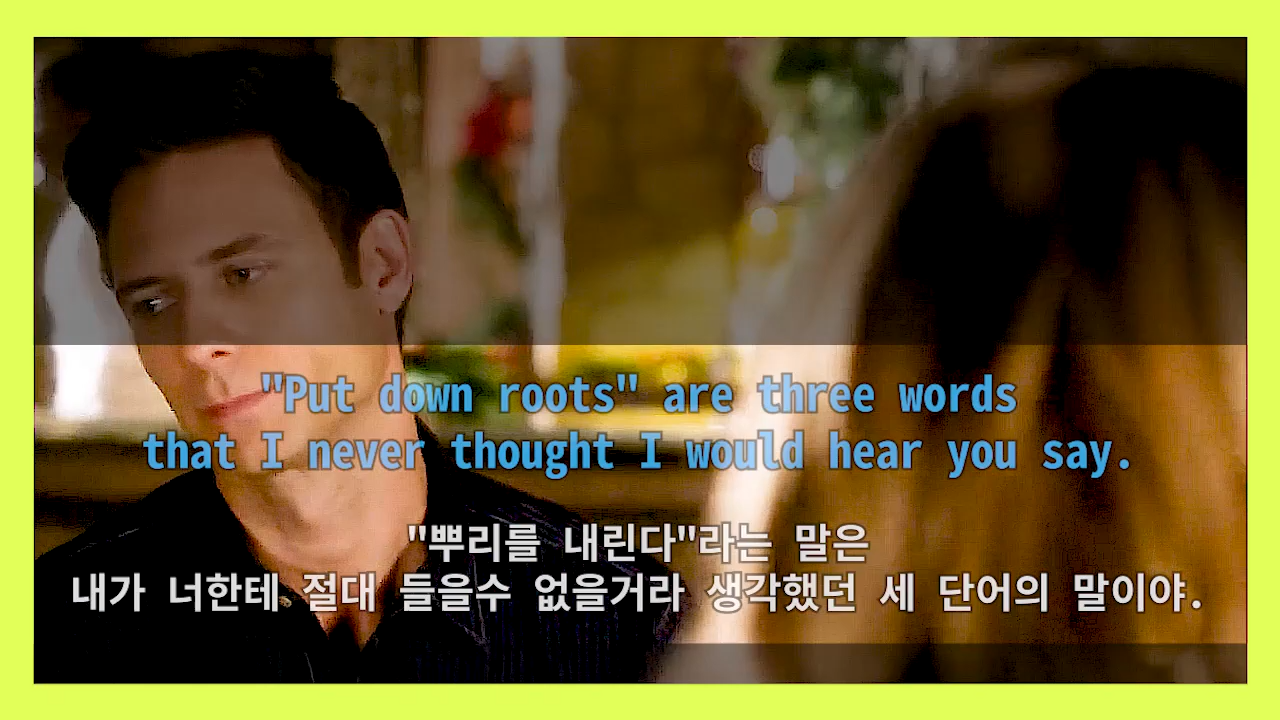 "Put down roots" are three words
that I never thought I would hear you say.
"뿌리를 내린다"라는 말은
내가 너한테 절대 들을수 없을거라 생각했던 세 단어의 말이야.